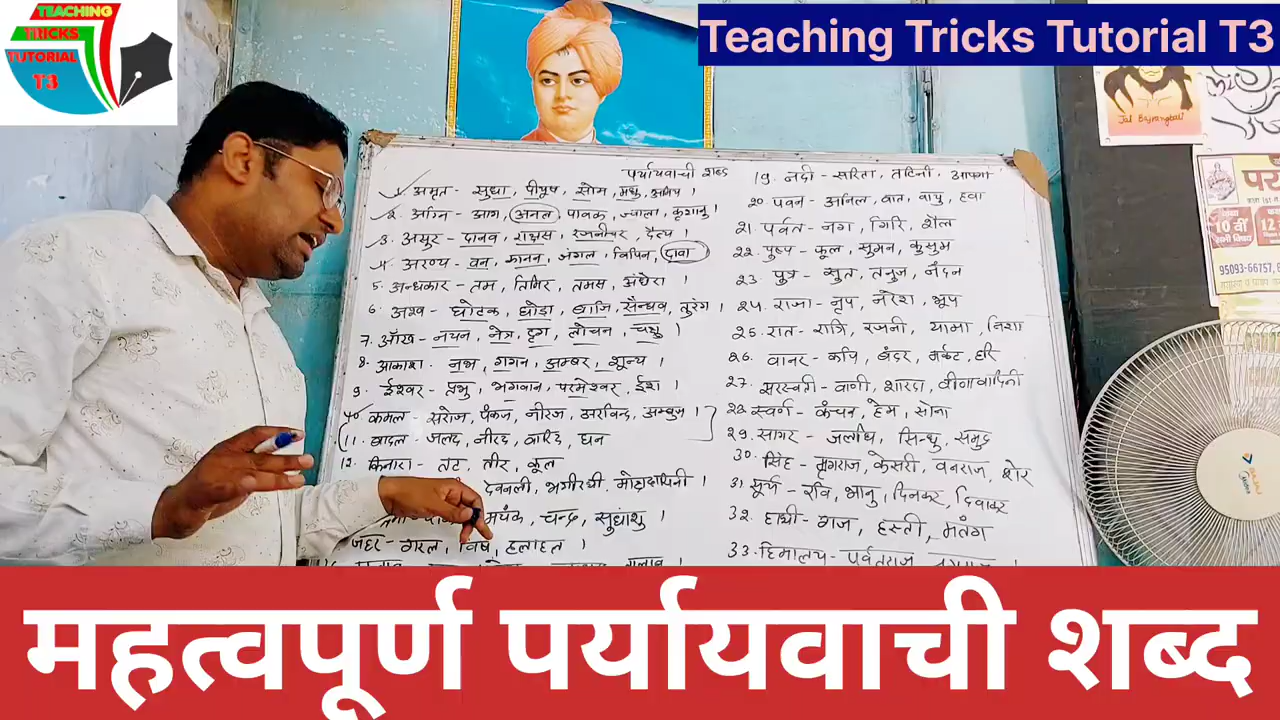 TEACHING
TRICKS
TUTORIAL
T3
Teaching Tricks Tutorial T3
Jai Bajrangbali
पर्यायवाची शब्द
1. अमृत - सुधा, पीयूष, सोम, मधु, अमिय।
2. अग्नि - आग, अनल, पावक, ज्वाला, कृशानु।
3. असुर - दानव, राक्षस, रजनीचर, दैत्य।
4. अरण्य - वन, कानन, जंगल, विपिन, दावा
5. अन्धकार - तम, तिमिर, तमस, अंधेरा।
6. अश्व - घोटक, घोडा, वाजि, सैन्धव, तुरंग।
7. आँख - नयन, नेत्र, दृग, लोचन, चक्षु।
8. आकाश - नभ, गगन, अम्बर, शून्य।
9. ईश्वर - प्रभु, भगवान, परमेश्वर, ईश।
10. कमल - सरोज, पंकज, नीरज, अरविन्द, अम्बुज।
11. बादल - जलद, नीरद, वारिद, घन
12. किनारा - तट, तीर, कूल
भगीरथी.
मयंक, चन्द्र, सुधांशु।
जहर - गरल, विष, हलाहल।
गुलाब।
19. नदी - सरिता, तटिनी, आपगा
20. पवन - अनिल, वात, वायु, हवा
21 पर्वत - नग, गिरि, शैल
22. पुष्प - फूल, सुमन, कुसुम
23. पुत्र - सुत, तनुज, नंदन
24. राजा - नृप, नरेश, भूप
25. रात - रात्रि, रजनी, यामा, निशा
26. वानर - कपि, बंदर, मर्कट, हरि
27. सरस्वती - वाणी, शारदा, वीणावादिनी
28. स्वर्ण - कंचन, हेम, सोना
29. सागर - जलधि, सिन्धु, समुद्र
30. सिंह - मृगराज, केसरी, वनराज, शेर
31 सूर्य - रवि, भानु, दिनकर, दिवाकर
32. हाथी - गज, हस्ती, मतंग
33. हिमालय - पर्वतराज,
10 वीं
12
95093-66757,
BAJAJ
महत्वपूर्ण पर्यायवाची शब्द